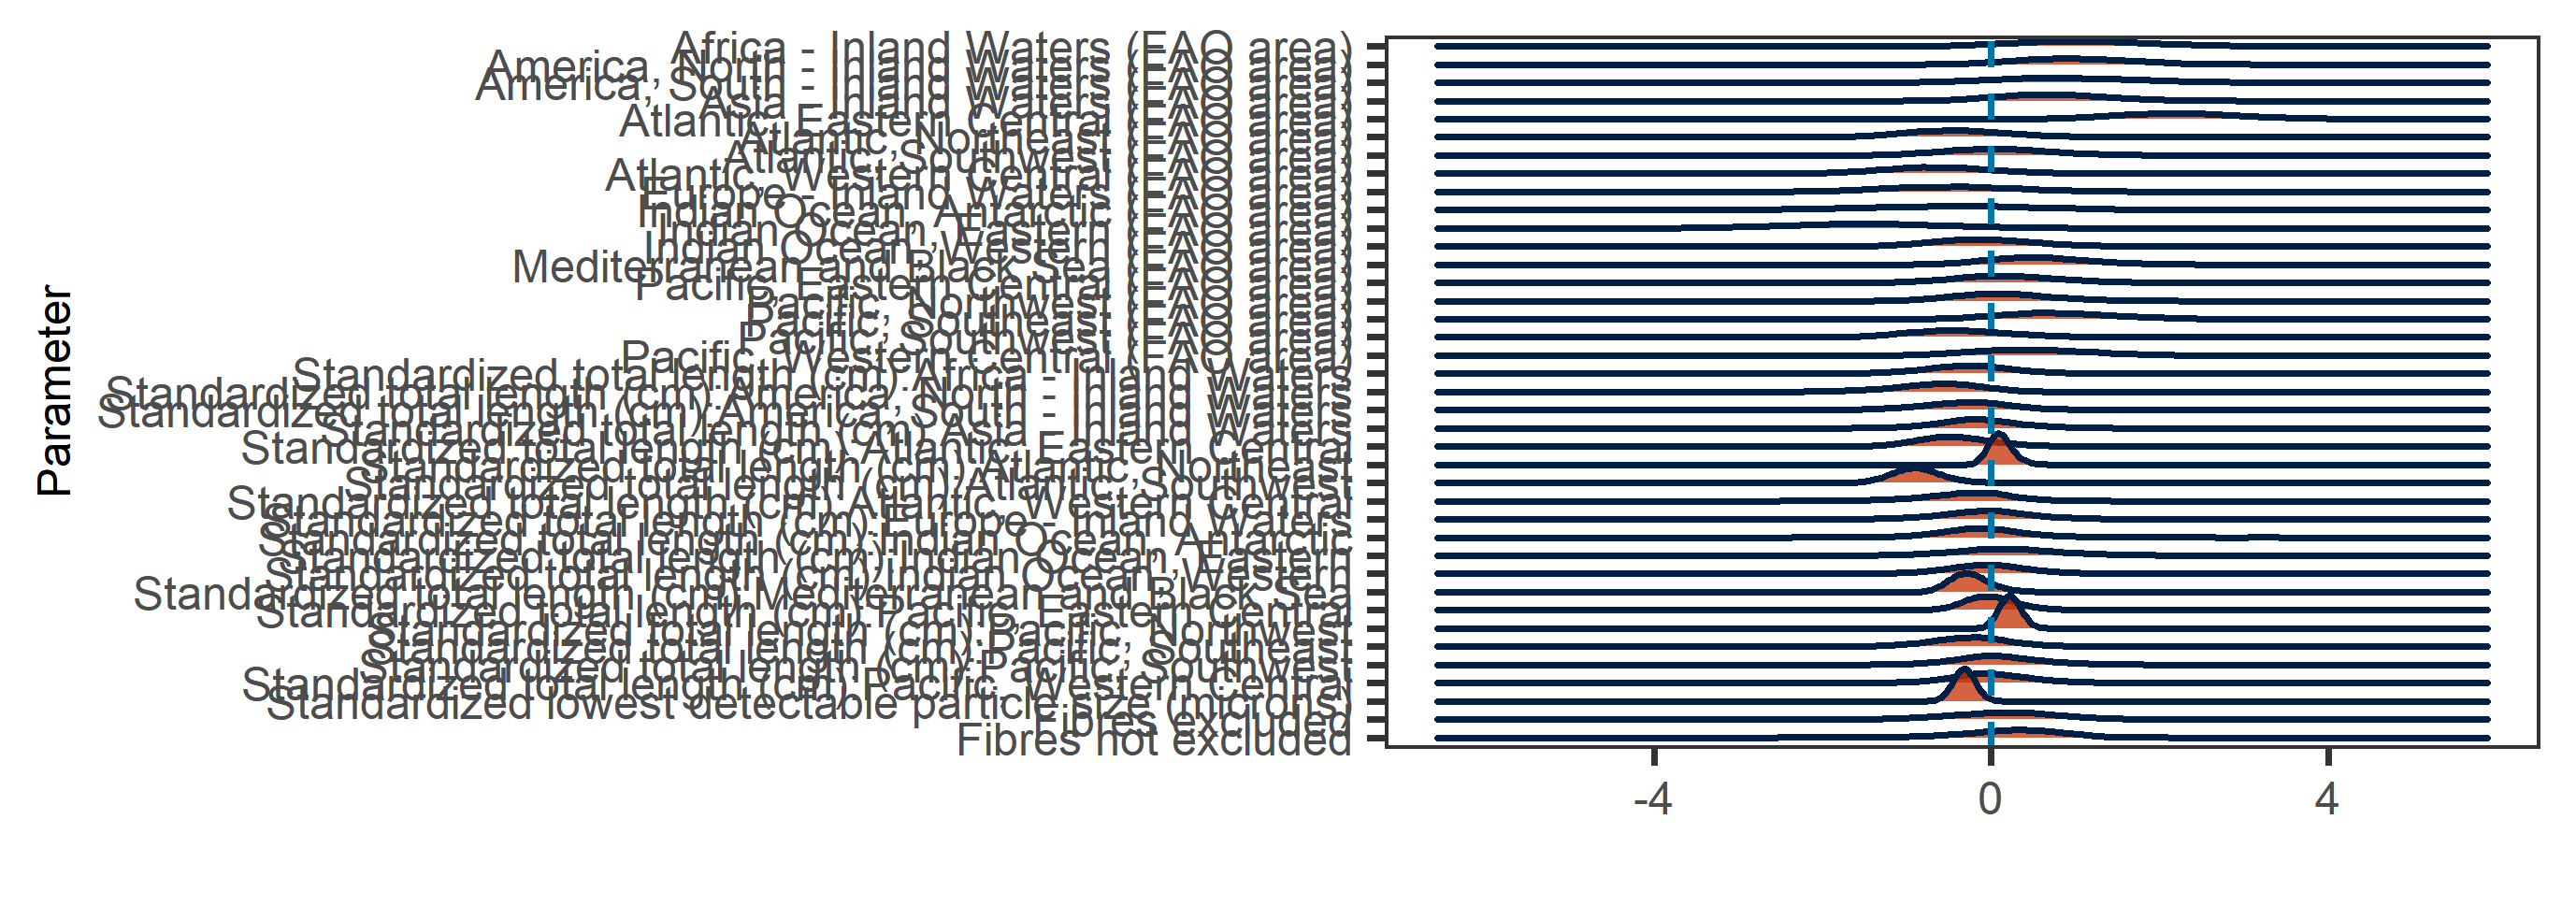 Parameter
Africa - Inland Waters (FAO area)
America, North - Inland Waters (FAO area)
America, South - Inland Waters (FAO area)
Asia - Inland Waters (FAO area)
Atlantic, Eastern Central (FAO area)
Atlantic, Northeast (FAO area)
Atlantic, Southwest (FAO area)
Atlantic, Western Central (FAO area)
Europe - Inland Waters (FAO area)
Indian Ocean, Antarctic (FAO area)
Indian Ocean, Eastern (FAO area)
Indian Ocean, Western (FAO area)
Mediterranean and Black Sea (FAO area)
Pacific, Eastern Central (FAO area)
Pacific, Northwest (FAO area)
Pacific, Southeast (FAO area)
Pacific, Southwest (FAO area)
Pacific, Western Central (FAO area)
Standardized total length (cm):Africa - Inland Waters
Standardized total length (cm):America, North - Inland Waters
Standardized total length (cm):America, South - Inland Waters
Standardized total length (cm):Asia - Inland Waters
Standardized total length (cm):Atlantic, Eastern Central
Standardized total length (cm):Atlantic, Northeast
Standardized total length (cm):Atlantic, Southwest
Standardized total length (cm):Atlantic, Western Central
Standardized total length (cm):Europe - Inland Waters
Standardized total length (cm):Indian Ocean, Antarctic
Standardized total length (cm):Indian Ocean, Eastern
Standardized total length (cm):Indian Ocean, Western
Standardized total length (cm):Mediterranean and Black Sea
Standardized total length (cm):Pacific, Eastern Central
Standardized total length (cm):Pacific, Northwest
Standardized total length (cm):Pacific,
Standardized total length (cm):Pacific, Southwest
Standardized total length (cm):Pacific, Western Central
Standardized lowest detectable particle size (microns)
Fibres excluded
Fibres not excluded
-4 0 4